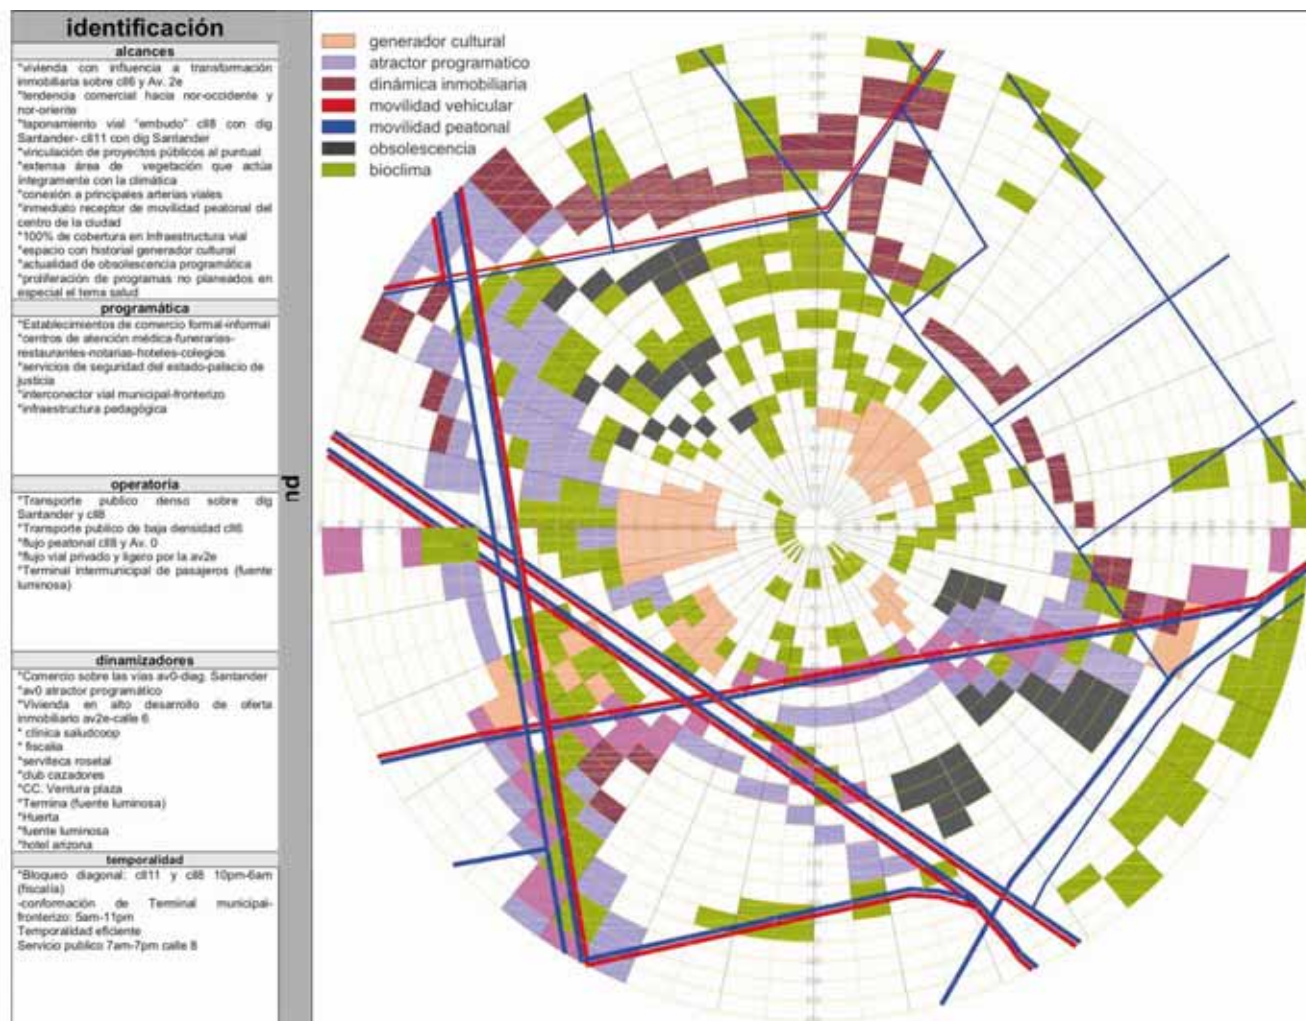 identificación
alcances
*vivienda con influencia a transformación
inmobiliaria sobre cll6 y Av. 2e
*tendencia comercial hacia nor-occidente y
nor-oriente
*taponamiento vial "embudo" cll8 con dig
Santander- cll11 con dig Santander
*vinculación de proyectos públicos al puntual
*extensa área de vegetación que actúa
íntegramente con la climática
*conexión a principales arterias viales
*inmediato receptor de movilidad peatonal del
centro de la ciudad
*100% de cobertura en Infraestructura vial
*espacio con historial generador cultural
*actualidad de obsolescencia programática
*proliferación de programas no planeados en
especial el tema salud
programática
*Establecimientos de comercio formal-informal
*centros de atención médica-funerarias-
restaurantes-notarias-hoteles-colegios
*servicios de seguridad del estado-palacio de
justicia
*interconector vial municipal-fronterizo
*infraestructura pedagógica
operatoria
*Transporte publico denso sobre dig
Santander y cll8
*Transporte publico de baja densidad cll6
*flujo peatonal cll8 y Av. 0
*flujo vial privado y ligero por la av2e
*Terminal intermunicipal de pasajeros (fuente
luminosa)
dinamizadores
*Comercio sobre las vías av0-diag. Santander
*av0 atractor programático
*Vivienda en alto desarrollo de oferta
inmobiliario av2e-calle 6
* clínica saludcoop
* fiscalia
*serviteca rosetal
*club cazadores
*CC. Ventura plaza
*Termina (fuente luminosa)
*Huerta
*fuente luminosa
*hotel arizona
temporalidad
*Bloqueo diagonal: cll11 y cll8 10pm-6am
(fiscalía)
-conformación de Terminal municipal-
fronterizo: 5am-11pm
Temporalidad eficiente
Servicio publico 7am-7pm calle 8
pu
generador cultural
atractor programatico
dinámica inmobiliaria
movilidad vehicular
movilidad peatonal
obsolescencia
bioclima